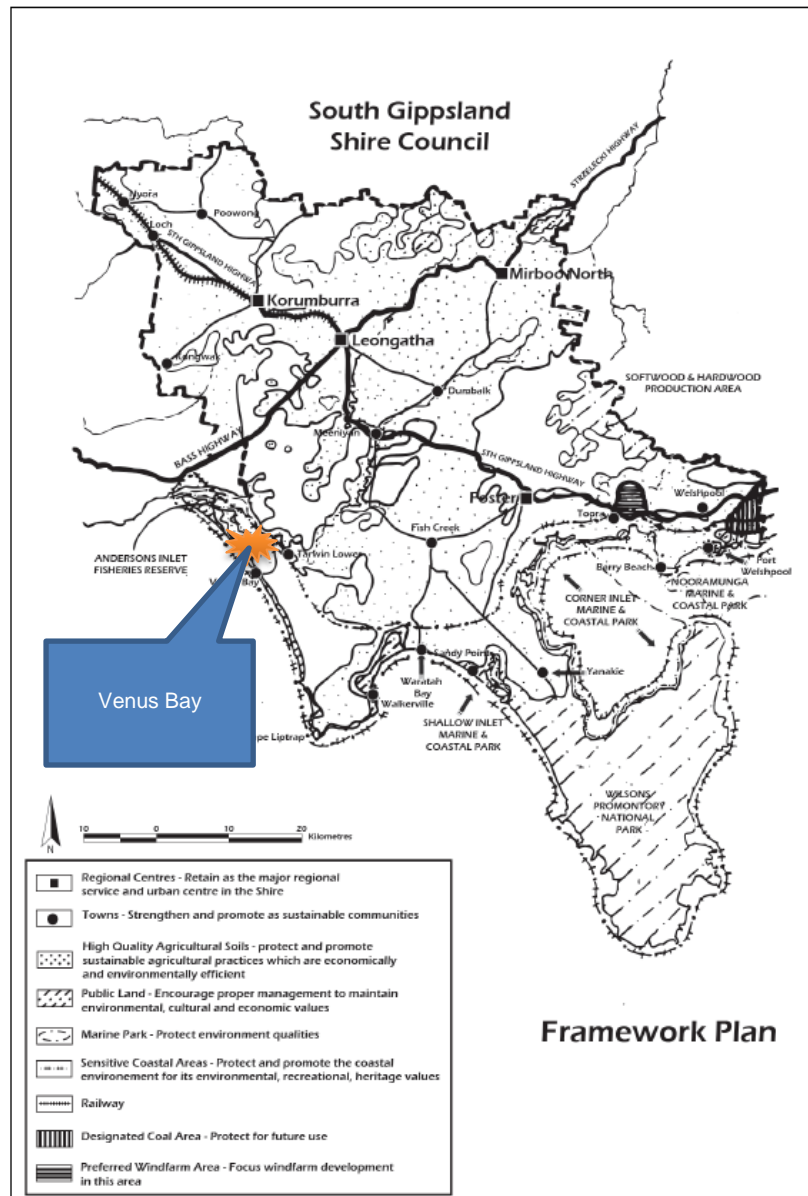 South Gippsland
Shire Council
STRZELECKI HIGHWAY
Nyora
Poowong
Loch
STH GIPPSLAND HIGHWA
Mirboo North
Korumburra
Leongatha
Kongwak
Dumbalk
SOFTWOOD & HARDWOOD
PRODUCTION AREA
BASS HIGHWAY
Meeniyan
STH GIPPSLAND HIGHWAY
Foster
Welshpool
Toora
Fish Creek
ANDERSONS INLET
FISHERIES RESERVE
Tarwin Lower
Bay
Barry Beach
Port
Welshpool
NOORAMUNGA
MARINE &
COASTAL PARK
CORNER INLET
MARINE &
COASTAL PARK
Venus Bay
Sandy Point
Yanakie
Waratah
Bay
Walkerville
SHALLOW INLET
MARINE &
COASTAL PARK
pe Liptrap
WILSONS
PROMONTORY
NATIONAL
PARK
N
10 0 10 20
Kilometres
Regional Centres - Retain as the major regional
service and urban centre in the Shire
Towns - Strengthen and promote as sustainable communities
High Quality Agricultural Soils - protect and promote
sustainable agricultural practices which are economically
and environmentally efficient
Public Land - Encourage proper management to maintain
environmental, cultural and economic values
Marine Park - Protect environment qualities
Sensitive Coastal Areas - Protect and promote the coastal
environement for its environmental, recreational, heritage values
Railway
Designated Coal Area - Protect for future use
Preferred Windfarm Area - Focus windfarm development
in this area
Framework Plan